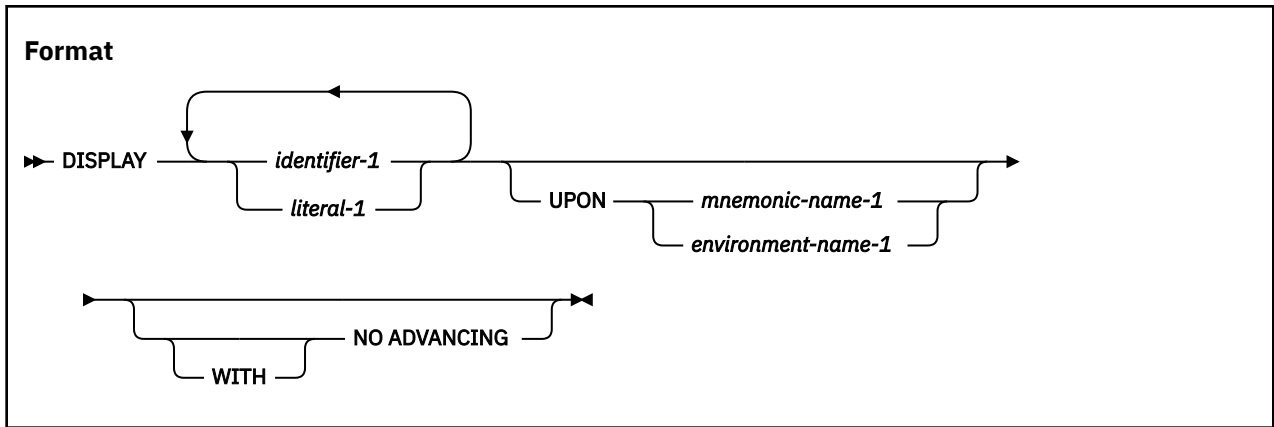 Format
DISPLAY identifier-1
literal-1
UPON mnemonic-name-1
environment-name-1
NO ADVANCING
WITH